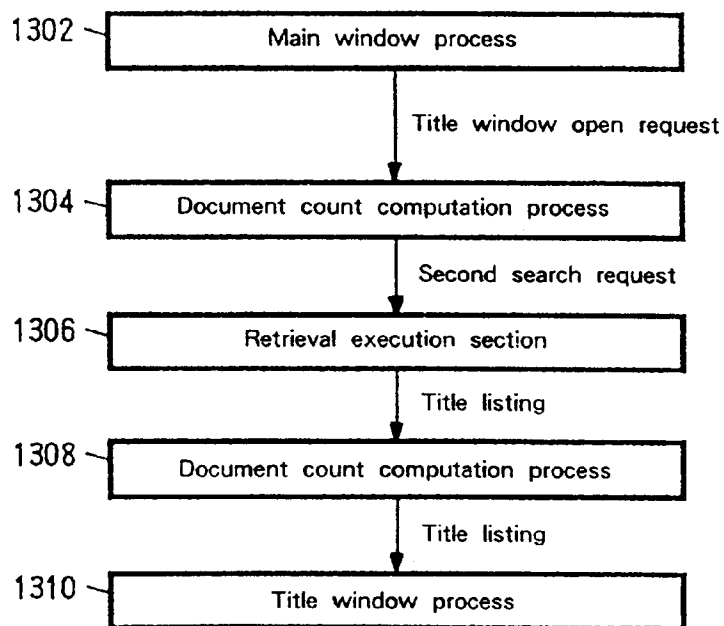 1302
Main window process
Title window open request
1304
Document count computation process
Second search request
1306
Retrieval execution section
Title listing
1308
Document count computation process
Title listing
1310
Title window process